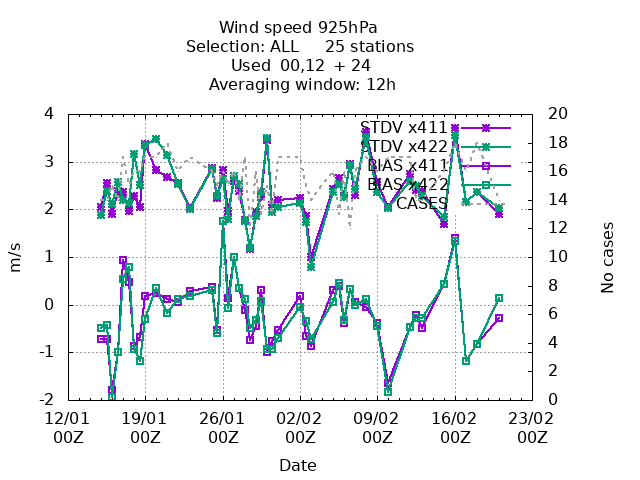 Wind speed 925hPa
Selection: ALL 25 stations
Used 00,12 + 24
Averaging window: 12h
STDV x411
STDV x422
BIAS x411
BIAS x422
CASES
m/s
4
3
2
1
0
-1
-2
No cases
20
18
16
14
12
10
8
6
4
2
0
12/01 19/01 26/01 02/02 09/02 16/02 23/02
00Z 00Z 00Z 00Z 00Z 00Z 00Z
Date